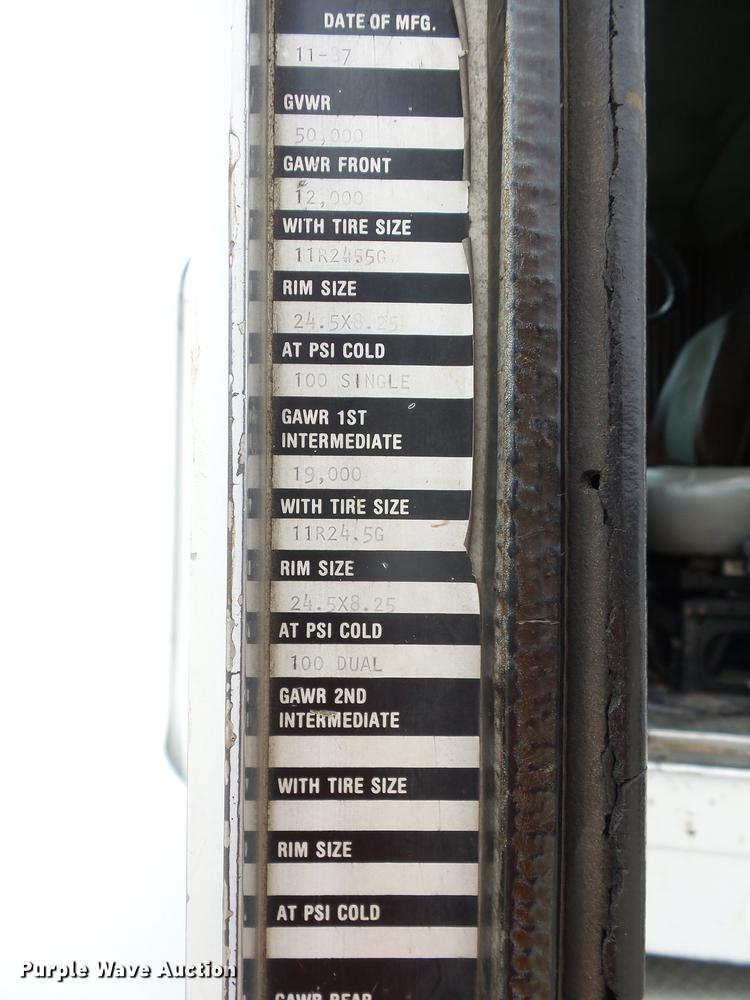 DATE OF MFG.
GVWR
50,000
GAWR FRONT
12,000
WITH TIRE SIZE
RIM SIZE
24.5X8.25
AT PSI COLD
100 SINGLE
GAWR 1ST
INTERMEDIATE
19,000
WITH TIRE SIZE
11R24.5G
RIM SIZE
24.5X8.25
AT PSI COLD
100 DUAL
GAWR 2ND
INTERMEDIATE
WITH TIRE SIZE
RIM SIZE
AT PSI COLD
GAWR REAR
Purple Wave Auction